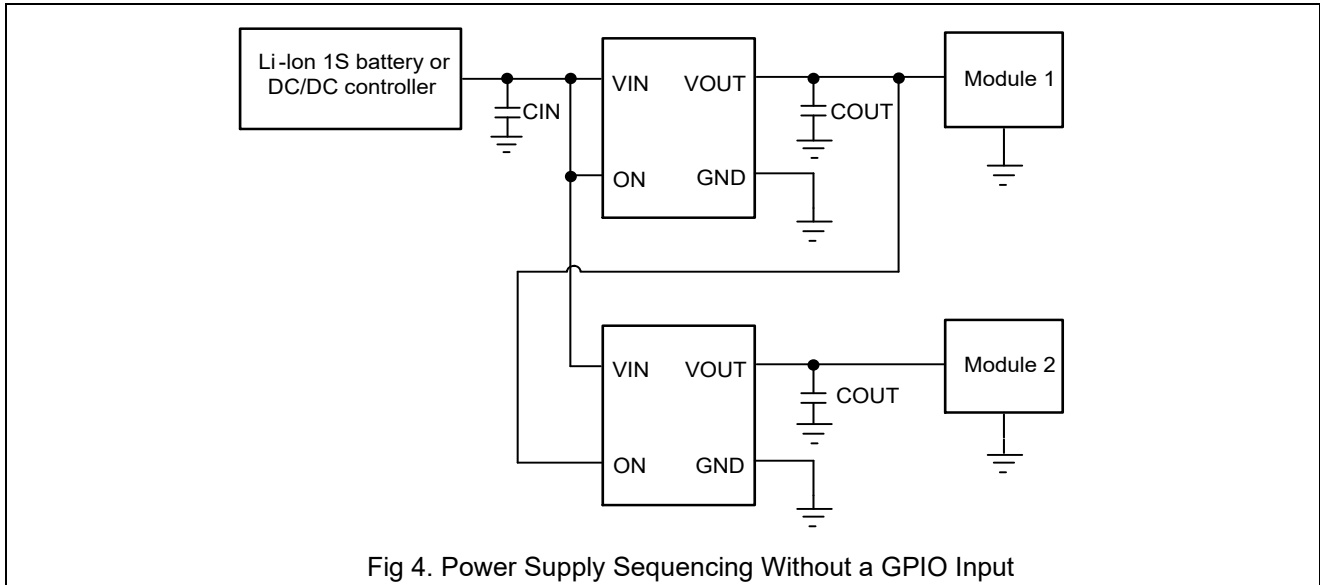 Li-Ion 1S battery or
DC/DC controller
CIN
VIN
VOUT
ON
GND
COUT
Module 1
VIN
VOUT
ON
GND
COUT
Module 2
Fig 4. Power Supply Sequencing Without a GPIO Input